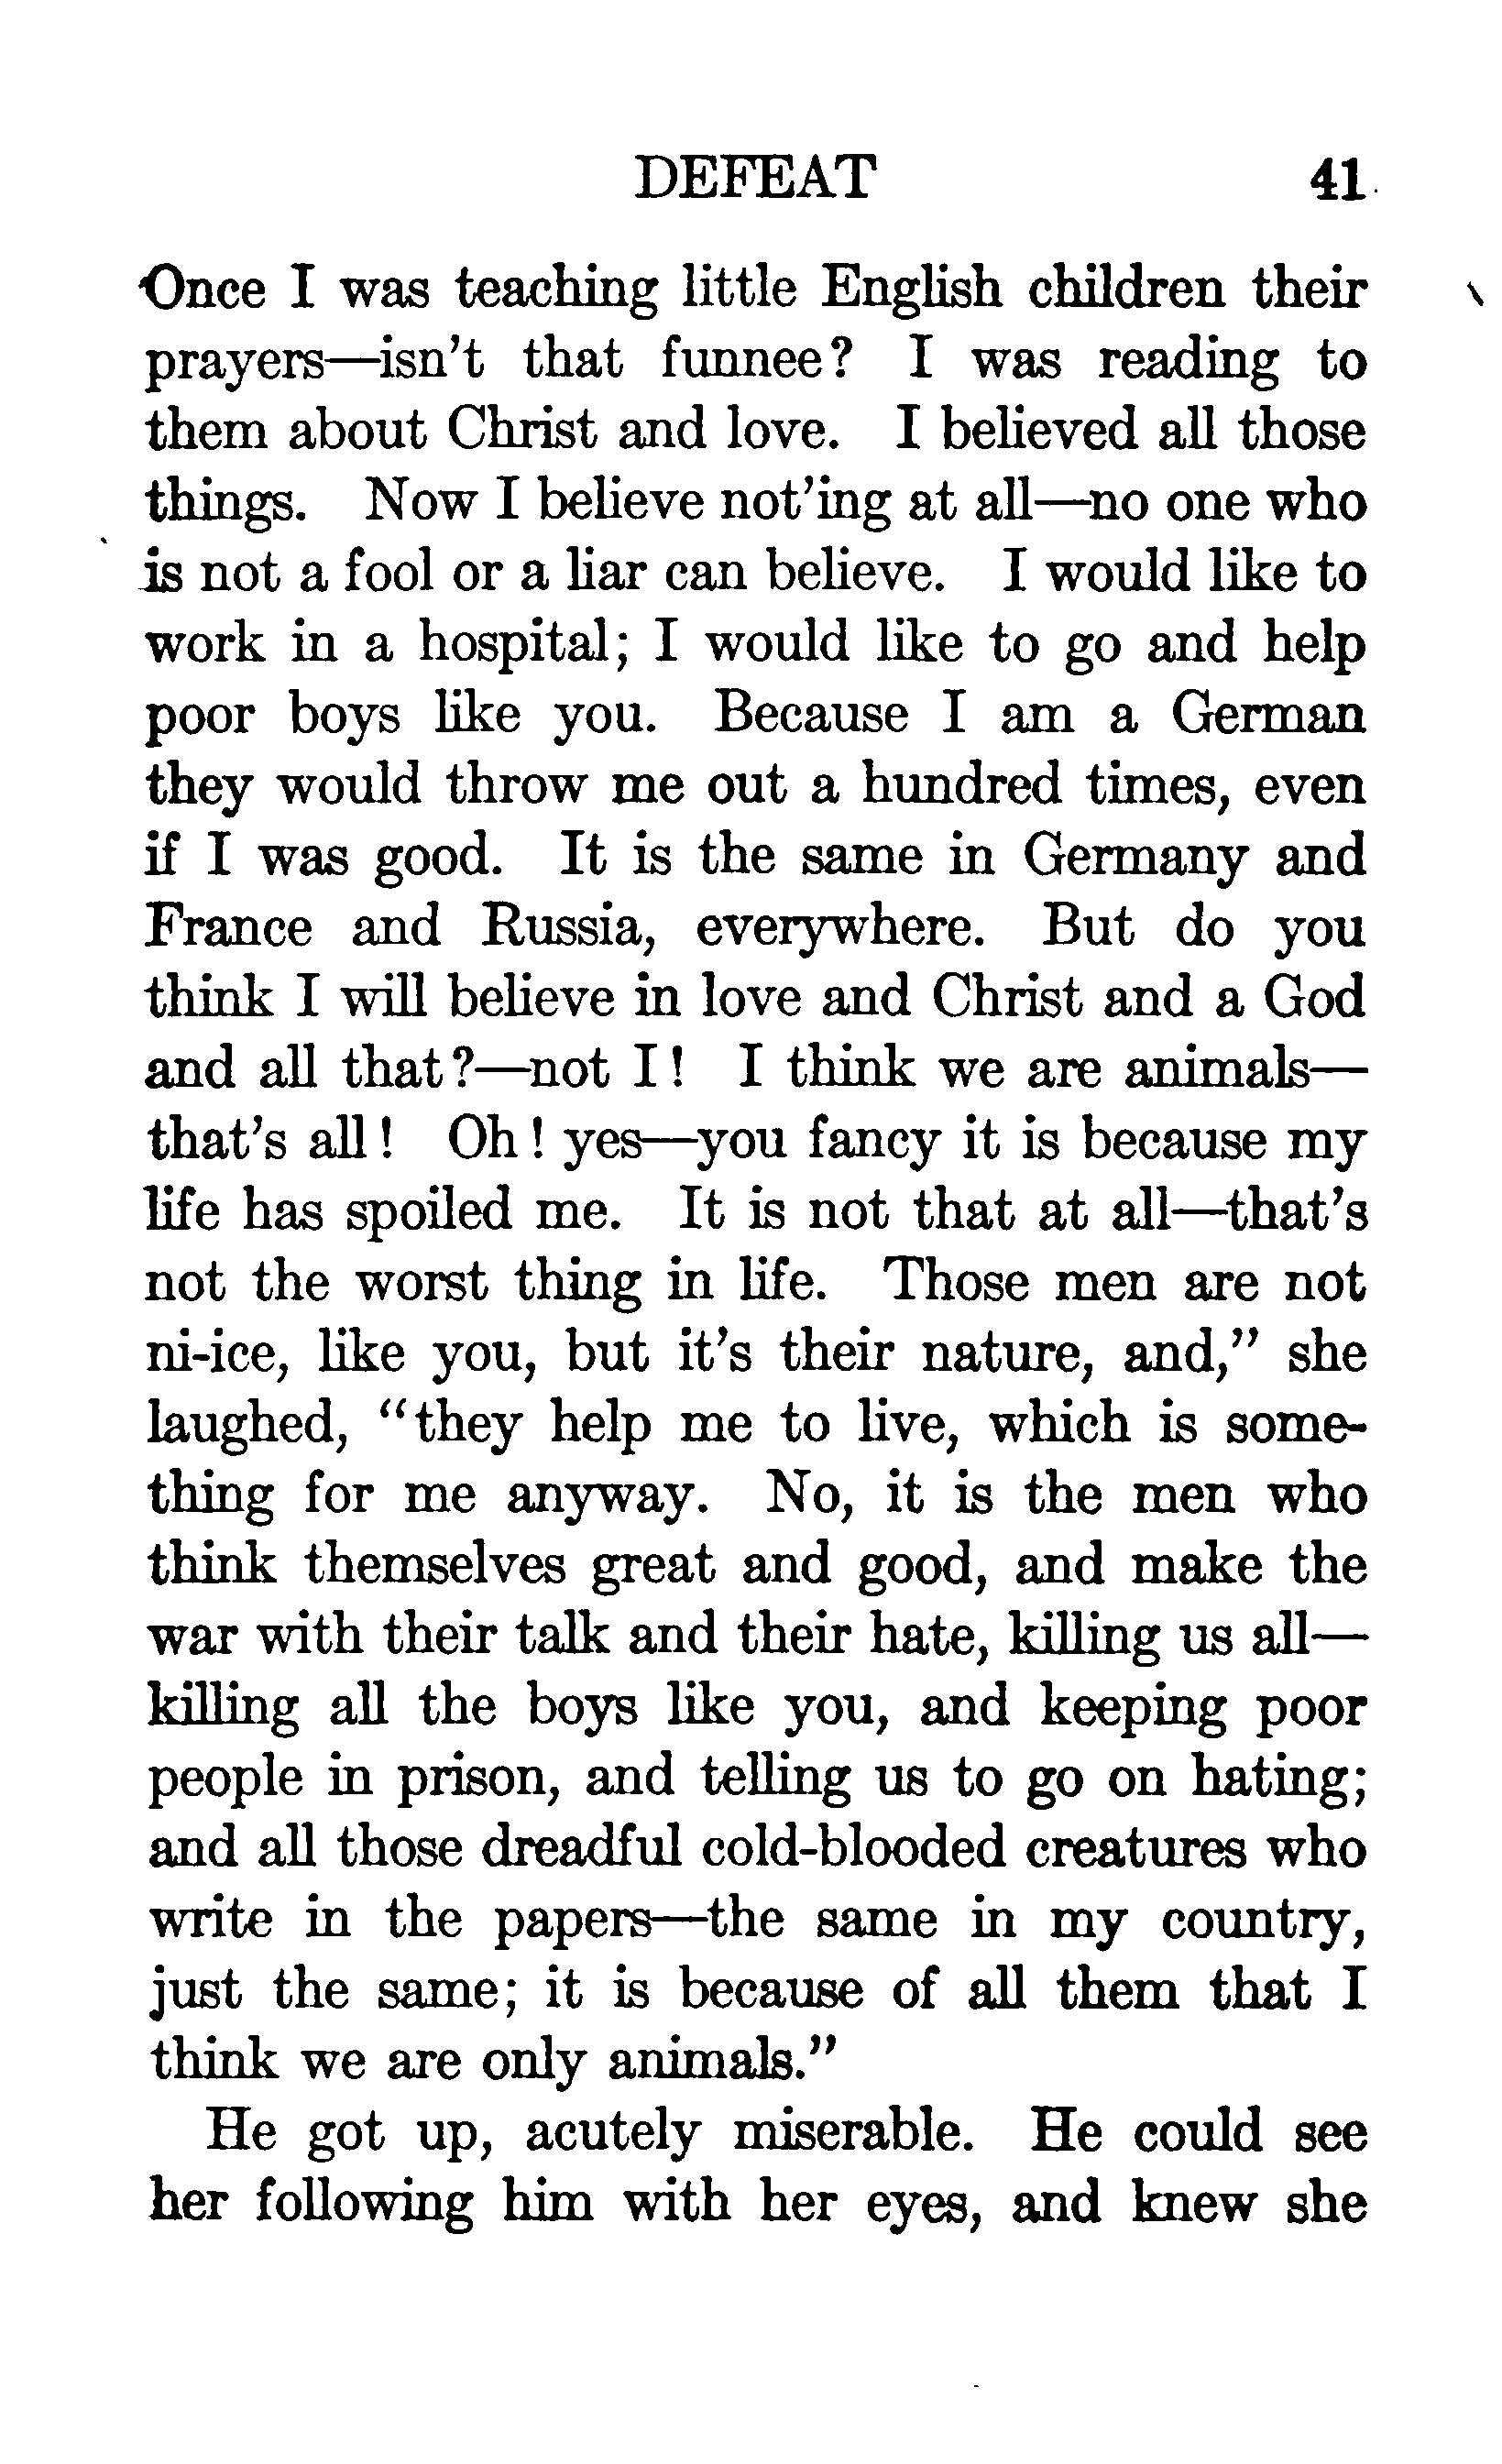 DEFEAT 41
Once I was teaching little English children their
prayers—isn't that funnee? I was reading to
them about Christ and love. I believed all those
things. Now I believe not'ing at all—no one who
is not a fool or a liar can believe. I would like to
work in a hospital; I would like to go and help
poor boys like you. Because I am a German
they would throw me out a hundred times, even
if I was good. It is the same in Germany and
France and Russia, everywhere. But do you
think I will believe in love and Christ and a God
and all that?—not I! I think we are animals—
that's all! Oh! yes—you fancy it is because my
life has spoiled me. It is not that at all—that's
not the worst thing in life. Those men are not
ni-ice, like you, but it's their nature, and," she
laughed, "they help me to live, which is some-
thing for me anyway. No, it is the men who
think themselves great and good, and make the
war with their talk and their hate, killing us all—
killing all the boys like you, and keeping poor
people in prison, and telling us to go on hating;
and all those dreadful cold-blooded creatures who
write in the papers—the same in my country,
just the same; it is because of all them that I
think we are only animals."
He got up, acutely miserable. He could see
her following him with her eyes, and knew she